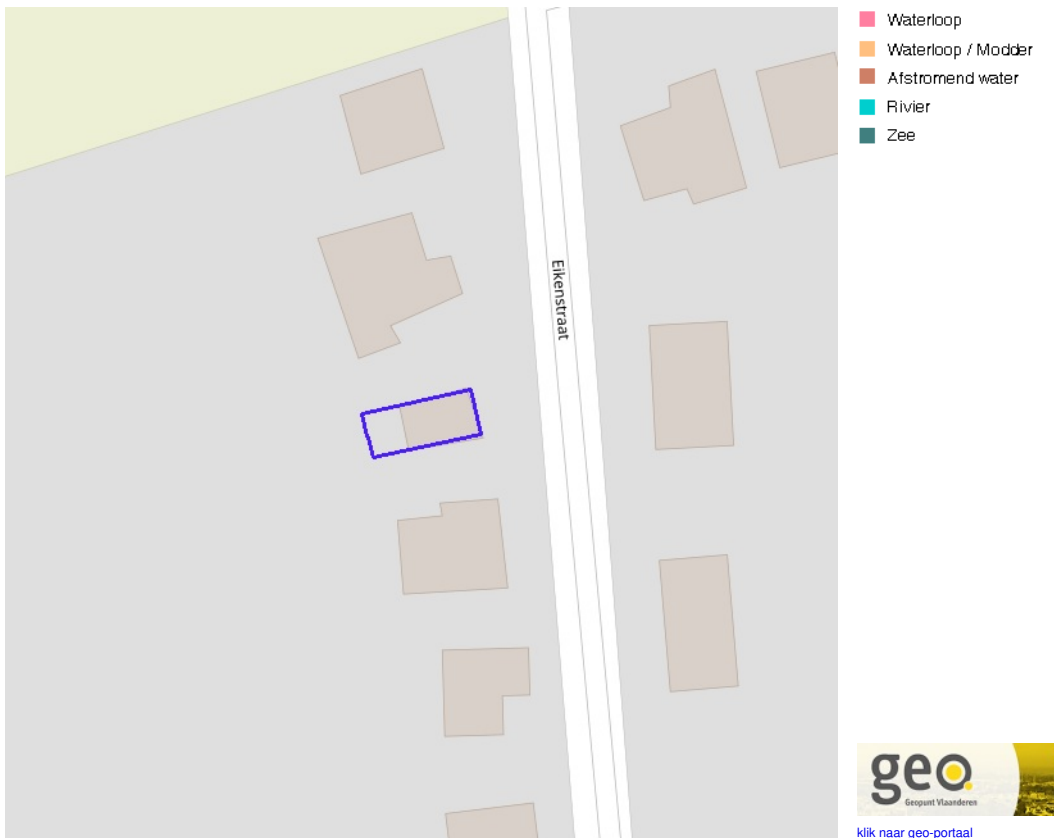 Waterloop
Waterloop / Modder
Afstromend water
Rivier
Zee
Eikenstraat
geo.
Geopunt Vlaanderen
klik naar geo-portaal